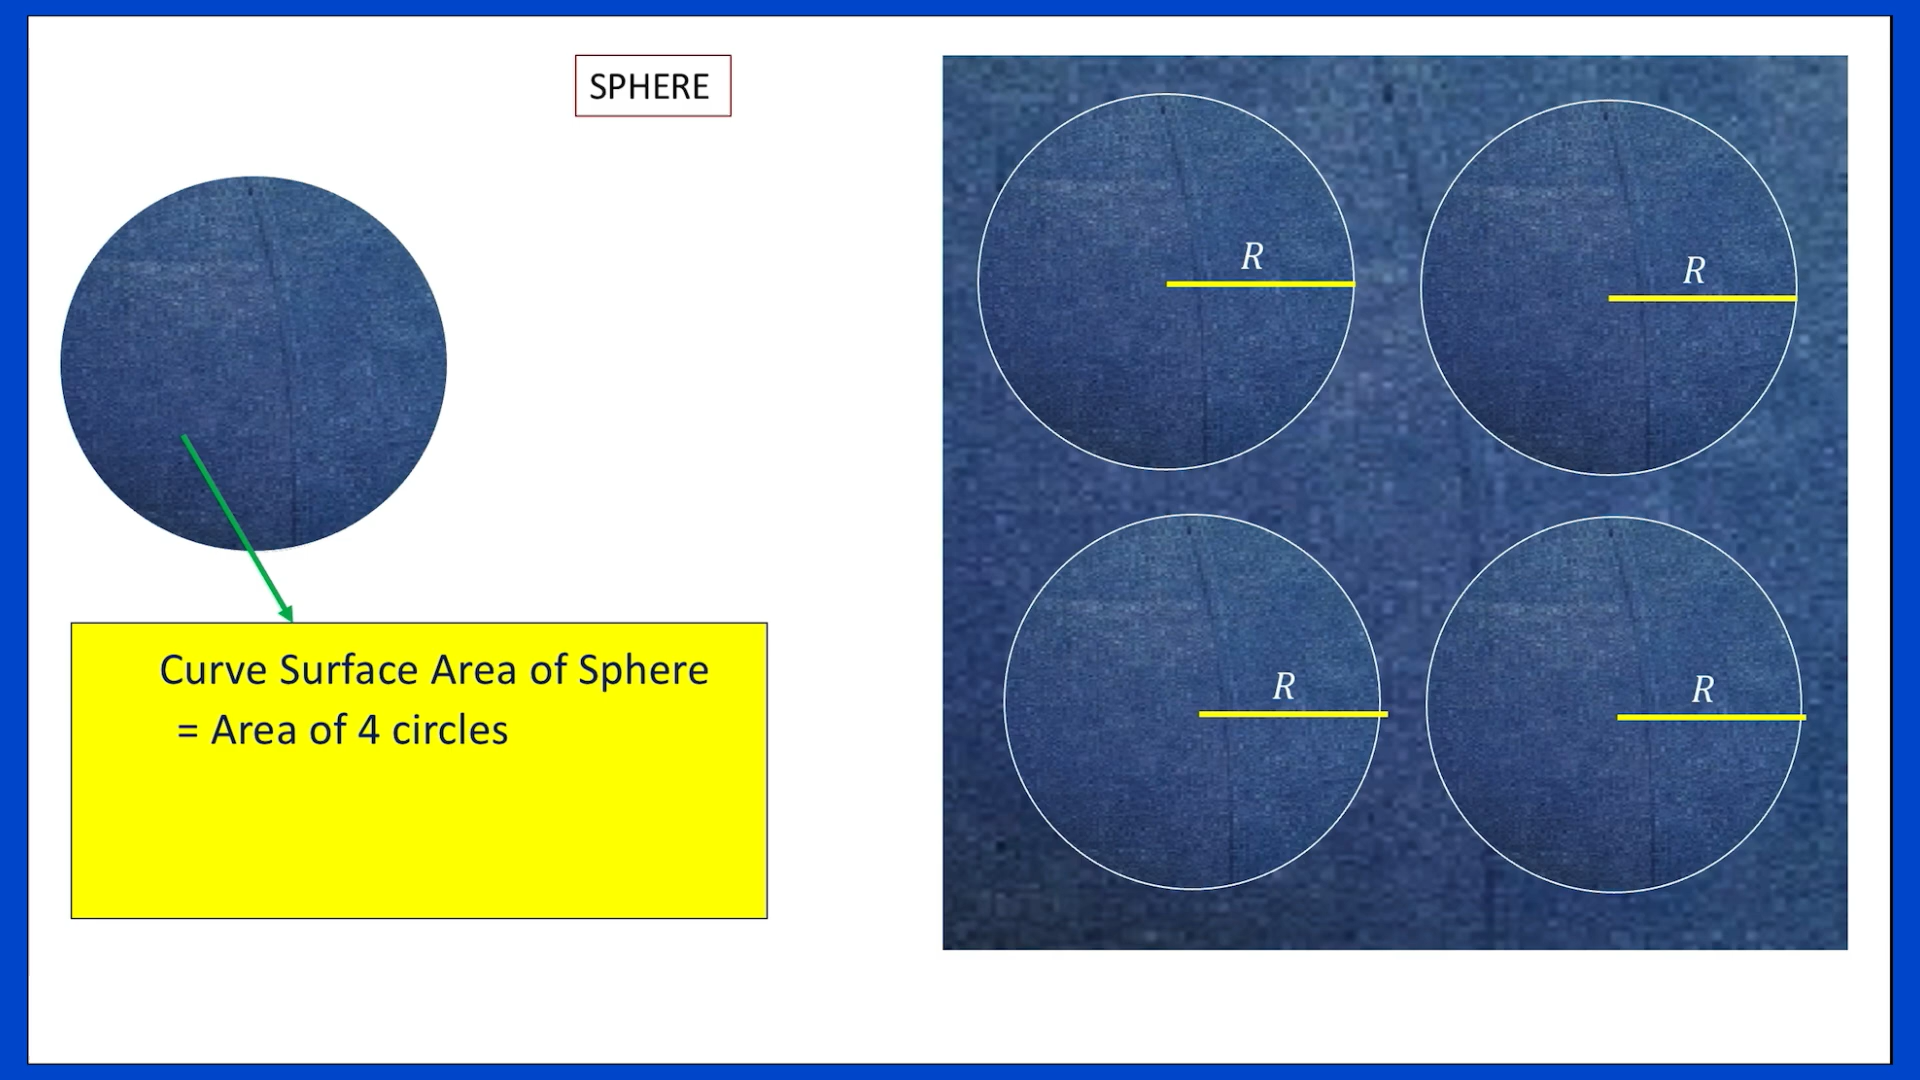 SPHERE
R
R
R
R
Curve Surface Area of Sphere
= Area of 4 circles